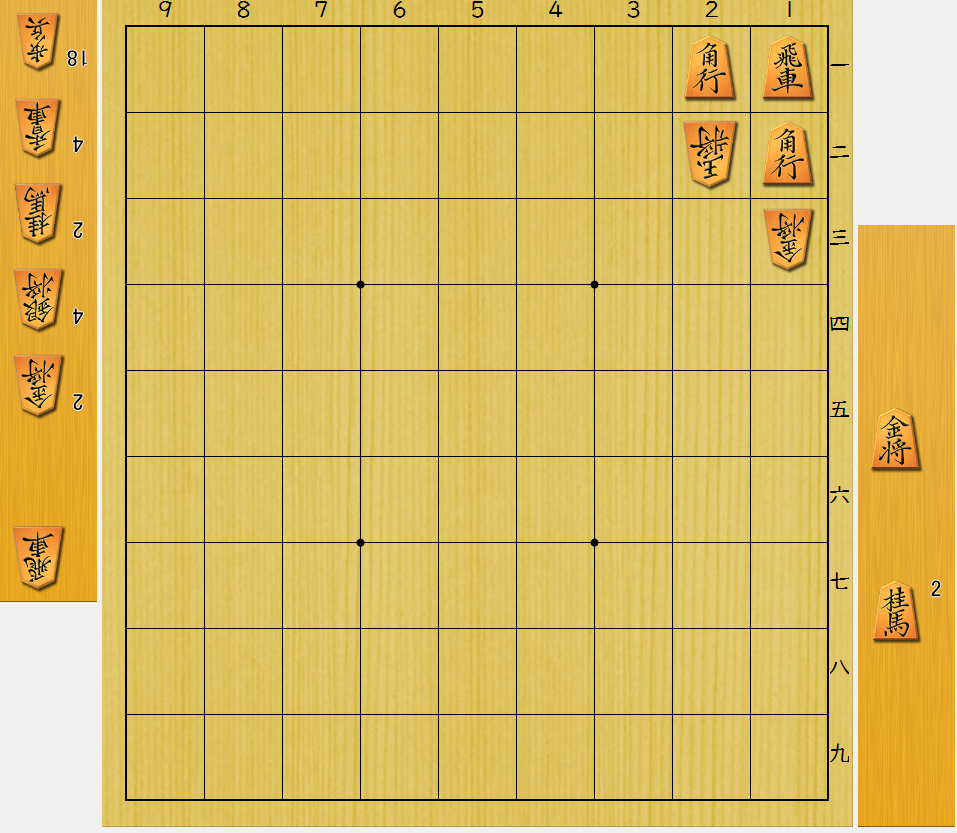 9 8 7 6 5 4 3 2 1
歩兵 18
香車 4
桂馬 2
銀将 4
金将 2
飛車
角行 飛車 一
玉将 角行 二
金将 三
四
五
六
七
八
九
金将
桂馬 2